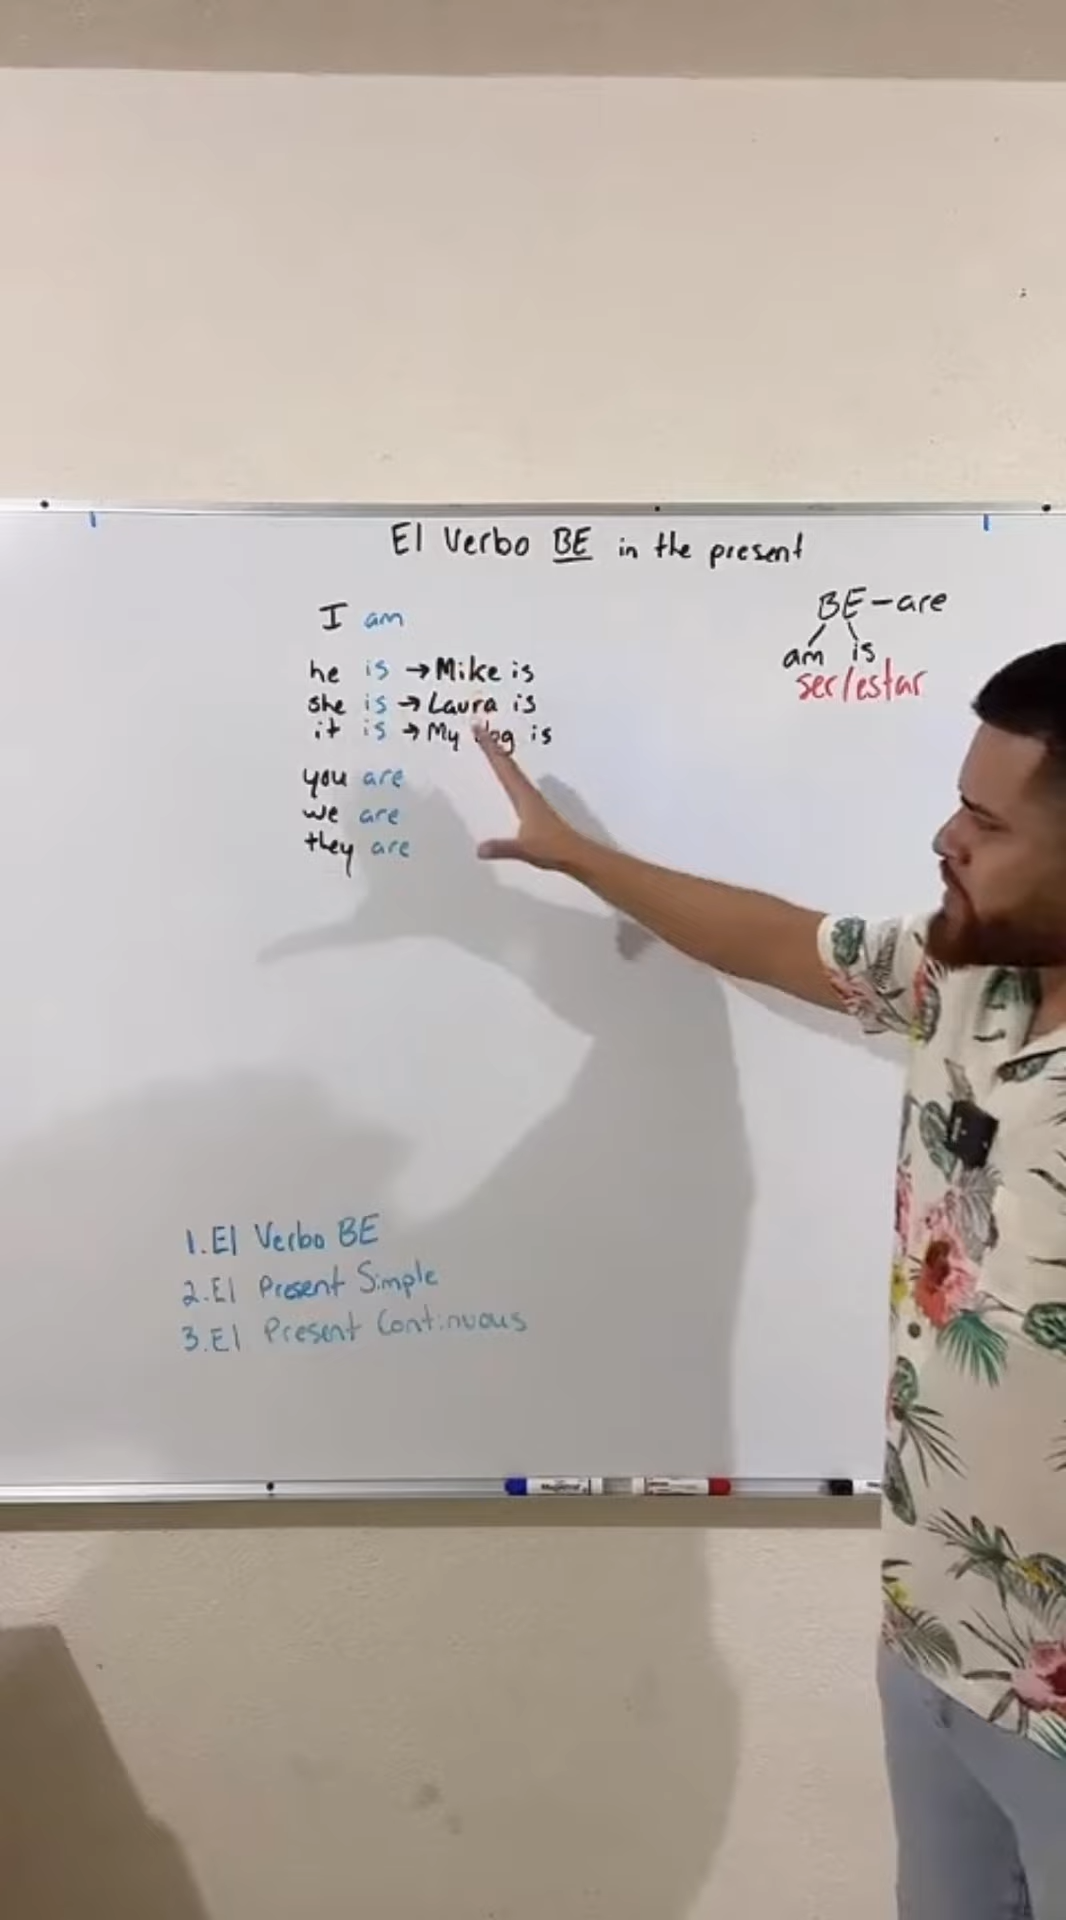 El Verbo BE in the present
I am
he is → Mike is
she is → Laura is
it is → My dog is
you are
we are
they are
BE - are
am is
ser/estar
1. El Verbo BE
2. El Present Simple
3. El Present Continuous